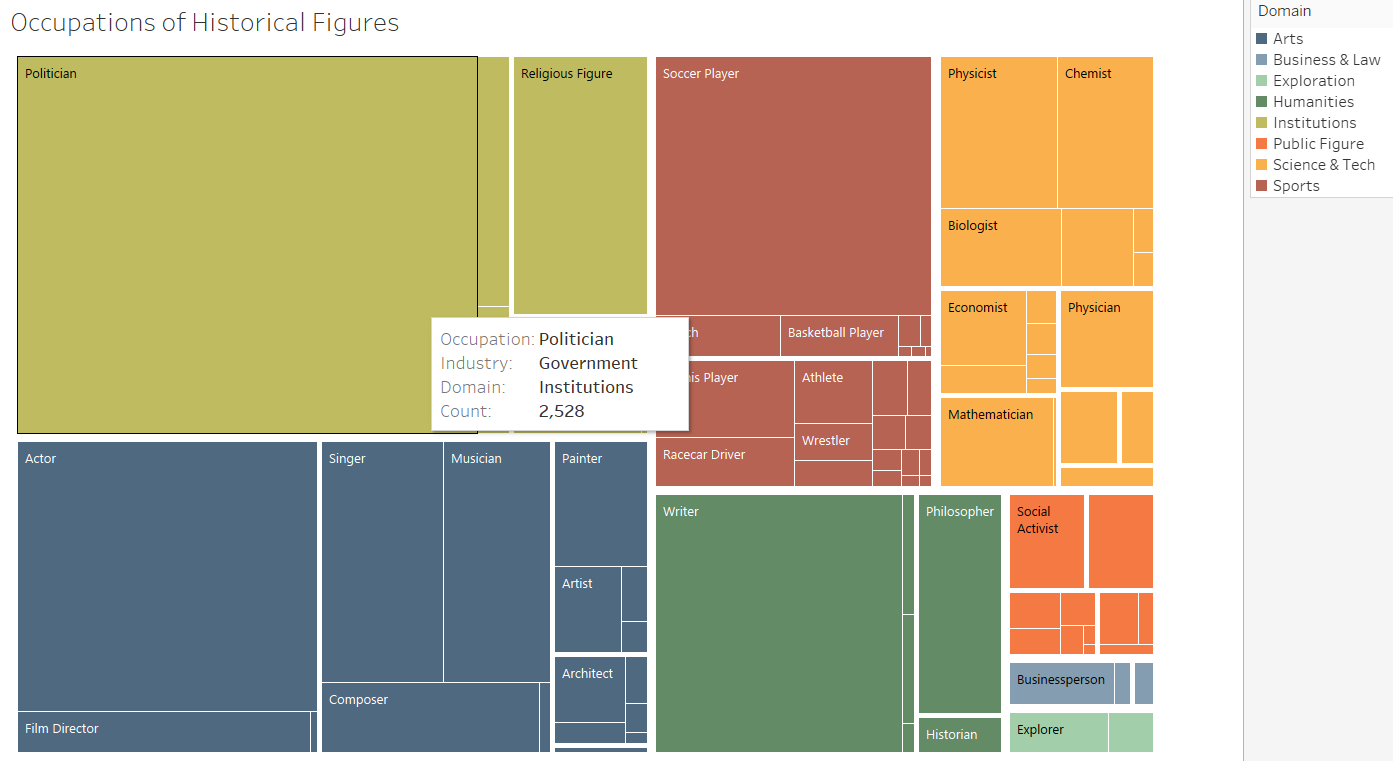 Occupations of Historical Figures
Domain
Arts
Business & Law
Exploration
Humanities
Institutions
Public Figure
Science & Tech
Sports
Politician
Religious Figure
Soccer Player
Physicist
Chemist
Biologist
Economist
Physician
Mathematician
ch
Basketball Player
nis Player
Athlete
Wrestler
Racecar Driver
Occupation: Politician
Industry: Government
Domain: Institutions
Count: 2,528
Actor
Singer
Musician
Painter
Artist
Architect
Composer
Film Director
Writer
Philosopher
Historian
Social
Activist
Businessperson
Explorer